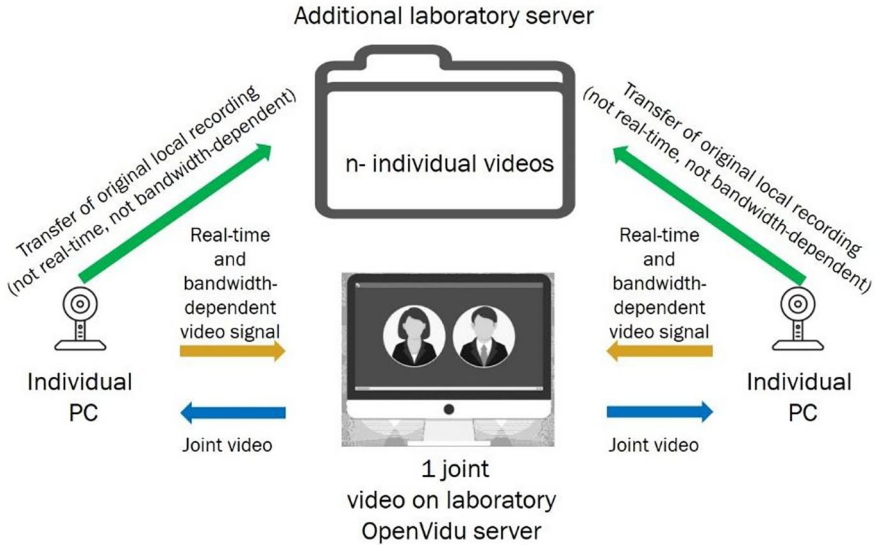 Additional laboratory server
Transfer of original local recording
(not real-time, not bandwidth-dependent)
n- individual videos
Transfer of original local recording
(not real-time, not bandwidth-dependent)
Real-time
and
bandwidth-
dependent
video signal
Real-time
and
bandwidth-
dependent
video signal
Individual
PC
Individual
PC
Joint video
Joint video
1 joint
video on laboratory
OpenVidu server